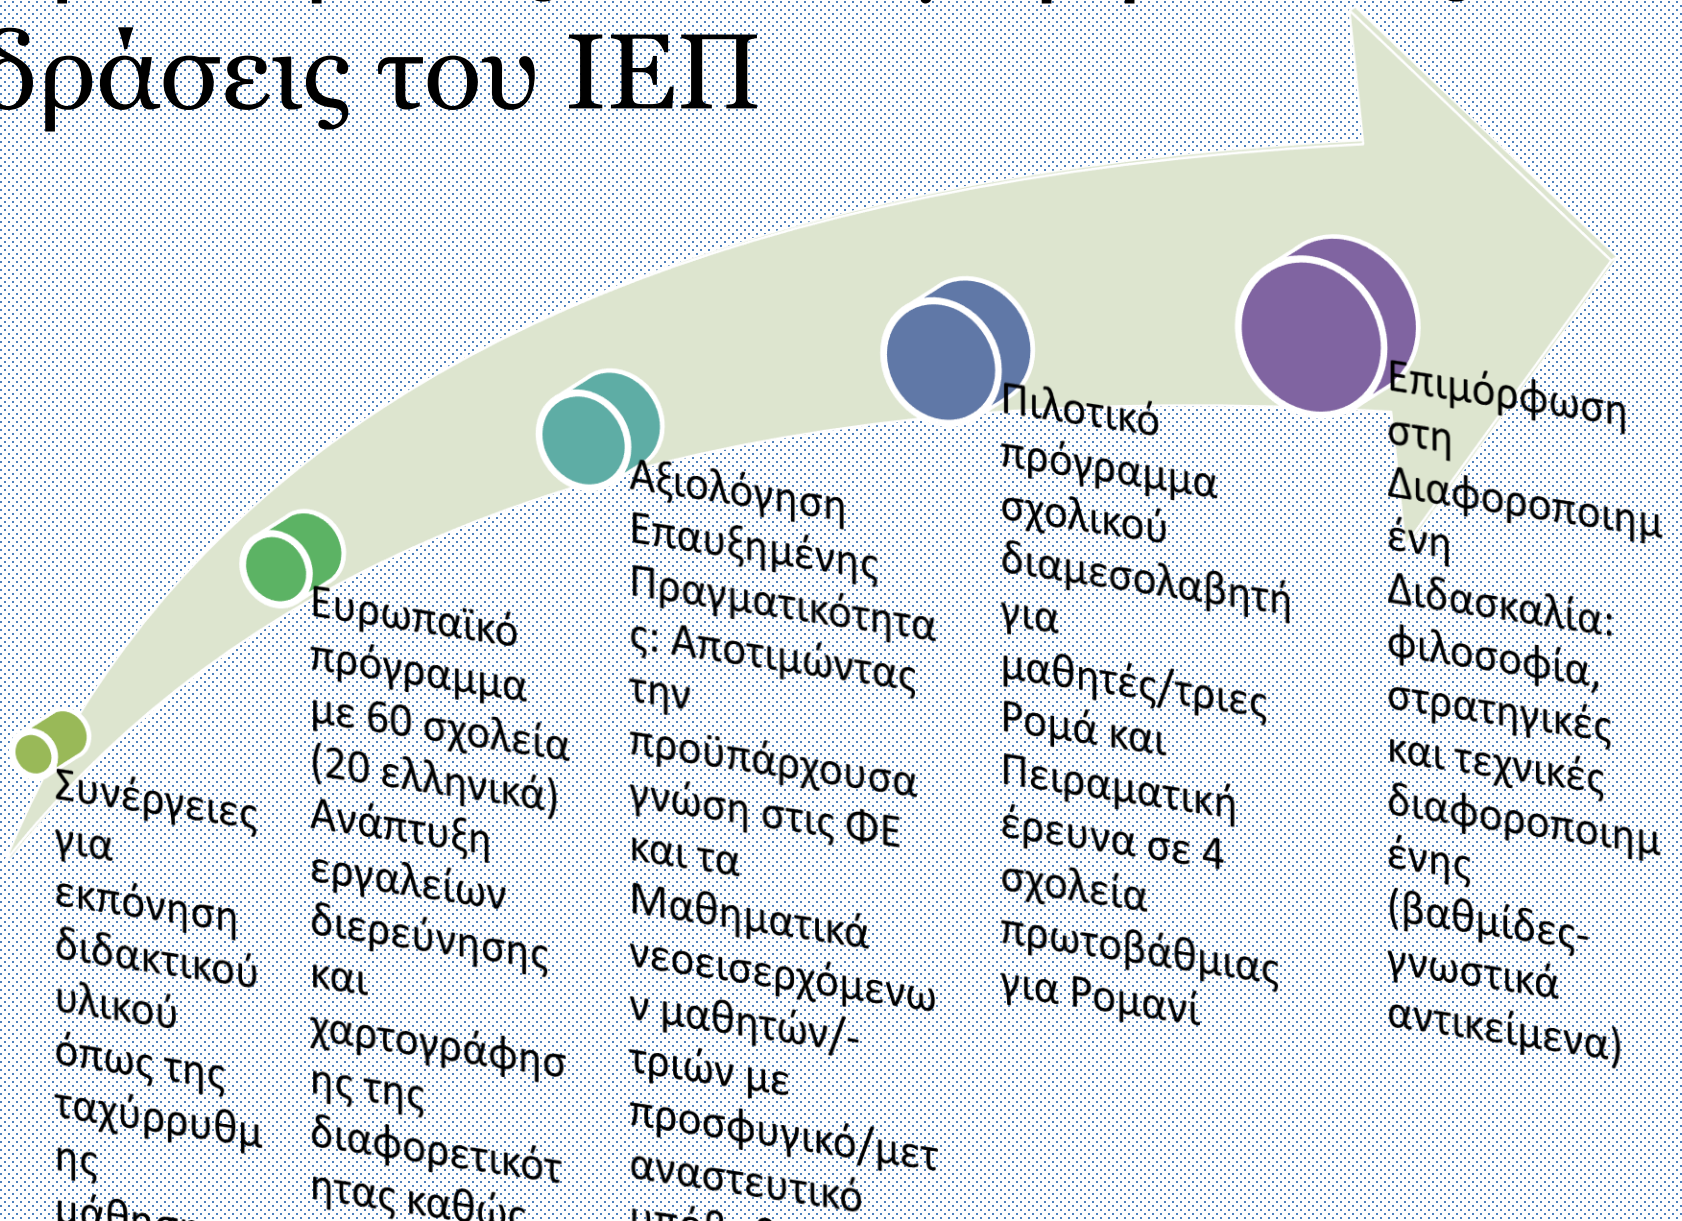 δράσεις του ΙΕΠ
Συνέργειες
για
εκπόνηση
διδακτικού
υλικού
όπως της
ταχύρρυθμ
ης
Ευρωπαϊκό
πρόγραμμα
με 60 σχολεία
(20 ελληνικά)
Ανάπτυξη
εργαλείων
διερεύνησης
και
χαρτογράφησ
ης της
διαφορετικότ
ητας καθώς
Αξιολόγηση
Επαυξημένης
Πραγματικότητα
ς: Αποτιμώντας
την
προϋπάρχουσα
γνώση στις ΦΕ
και τα
Μαθηματικά
νεοεισερχόμενω
ν μαθητών/-
τριών με
προσφυγικό/μετ
αναστευτικό
Πιλοτικό
πρόγραμμα
σχολικού
διαμεσολαβητή
για
μαθητές/τριες
Ρομά και
Πειραματική
έρευνα σε 4
σχολεία
πρωτοβάθμιας
για Ρομανί
Επιμόρφωση
στη
Διαφοροποιημ
ένη
Διδασκαλία:
φιλοσοφία,
στρατηγικές
και τεχνικές
διαφοροποιημ
ένης
(βαθμίδες-
γνωστικά
αντικείμενα)